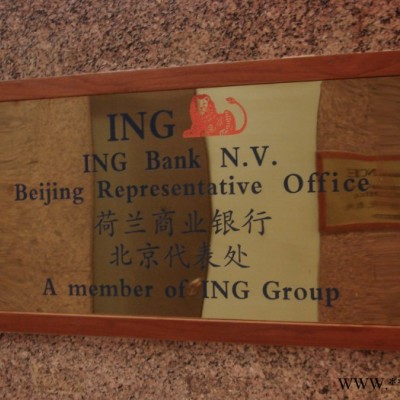 ING
ING Bank N.V.
Beijing Representative Office
荷兰商业银行
北京代表处
A member of ING Group